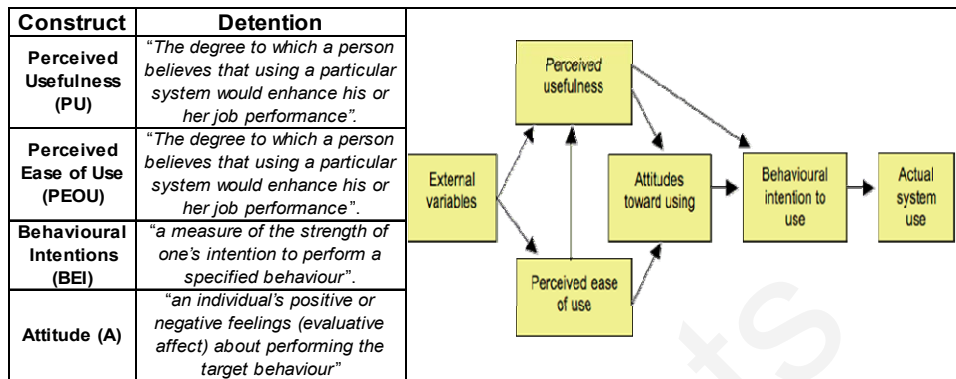 Construct
Detention
Perceived
Usefulness
(PU)
“The degree to which a person
believes that using a particular
system would enhance his or
her job performance”.
Perceived
Ease of Use
(PEOU)
“The degree to which a person
believes that using a particular
system would enhance his or
her job performance”.
Behavioural
Intentions
(BEI)
“a measure of the strength of
one’s intention to perform a
specified behaviour”.
Attitude (A)
“an individual’s positive or
negative feelings (evaluative
affect) about performing the
target behaviour”
Perceived
usefulness
External
variables
Attitudes
toward using
Behavioural
intention to
use
Actual
system
use
Perceived ease
of use